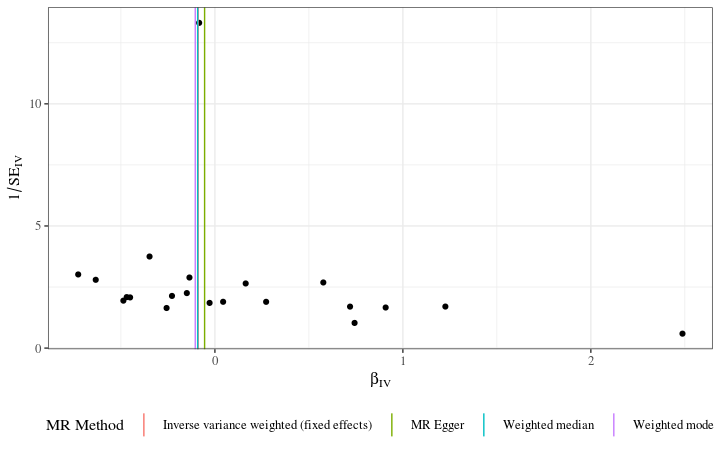 10
5
0
1/SE_IV
0 1 2
β_IV
MR Method Inverse variance weighted (fixed effects) MR Egger Weighted median Weighted mode